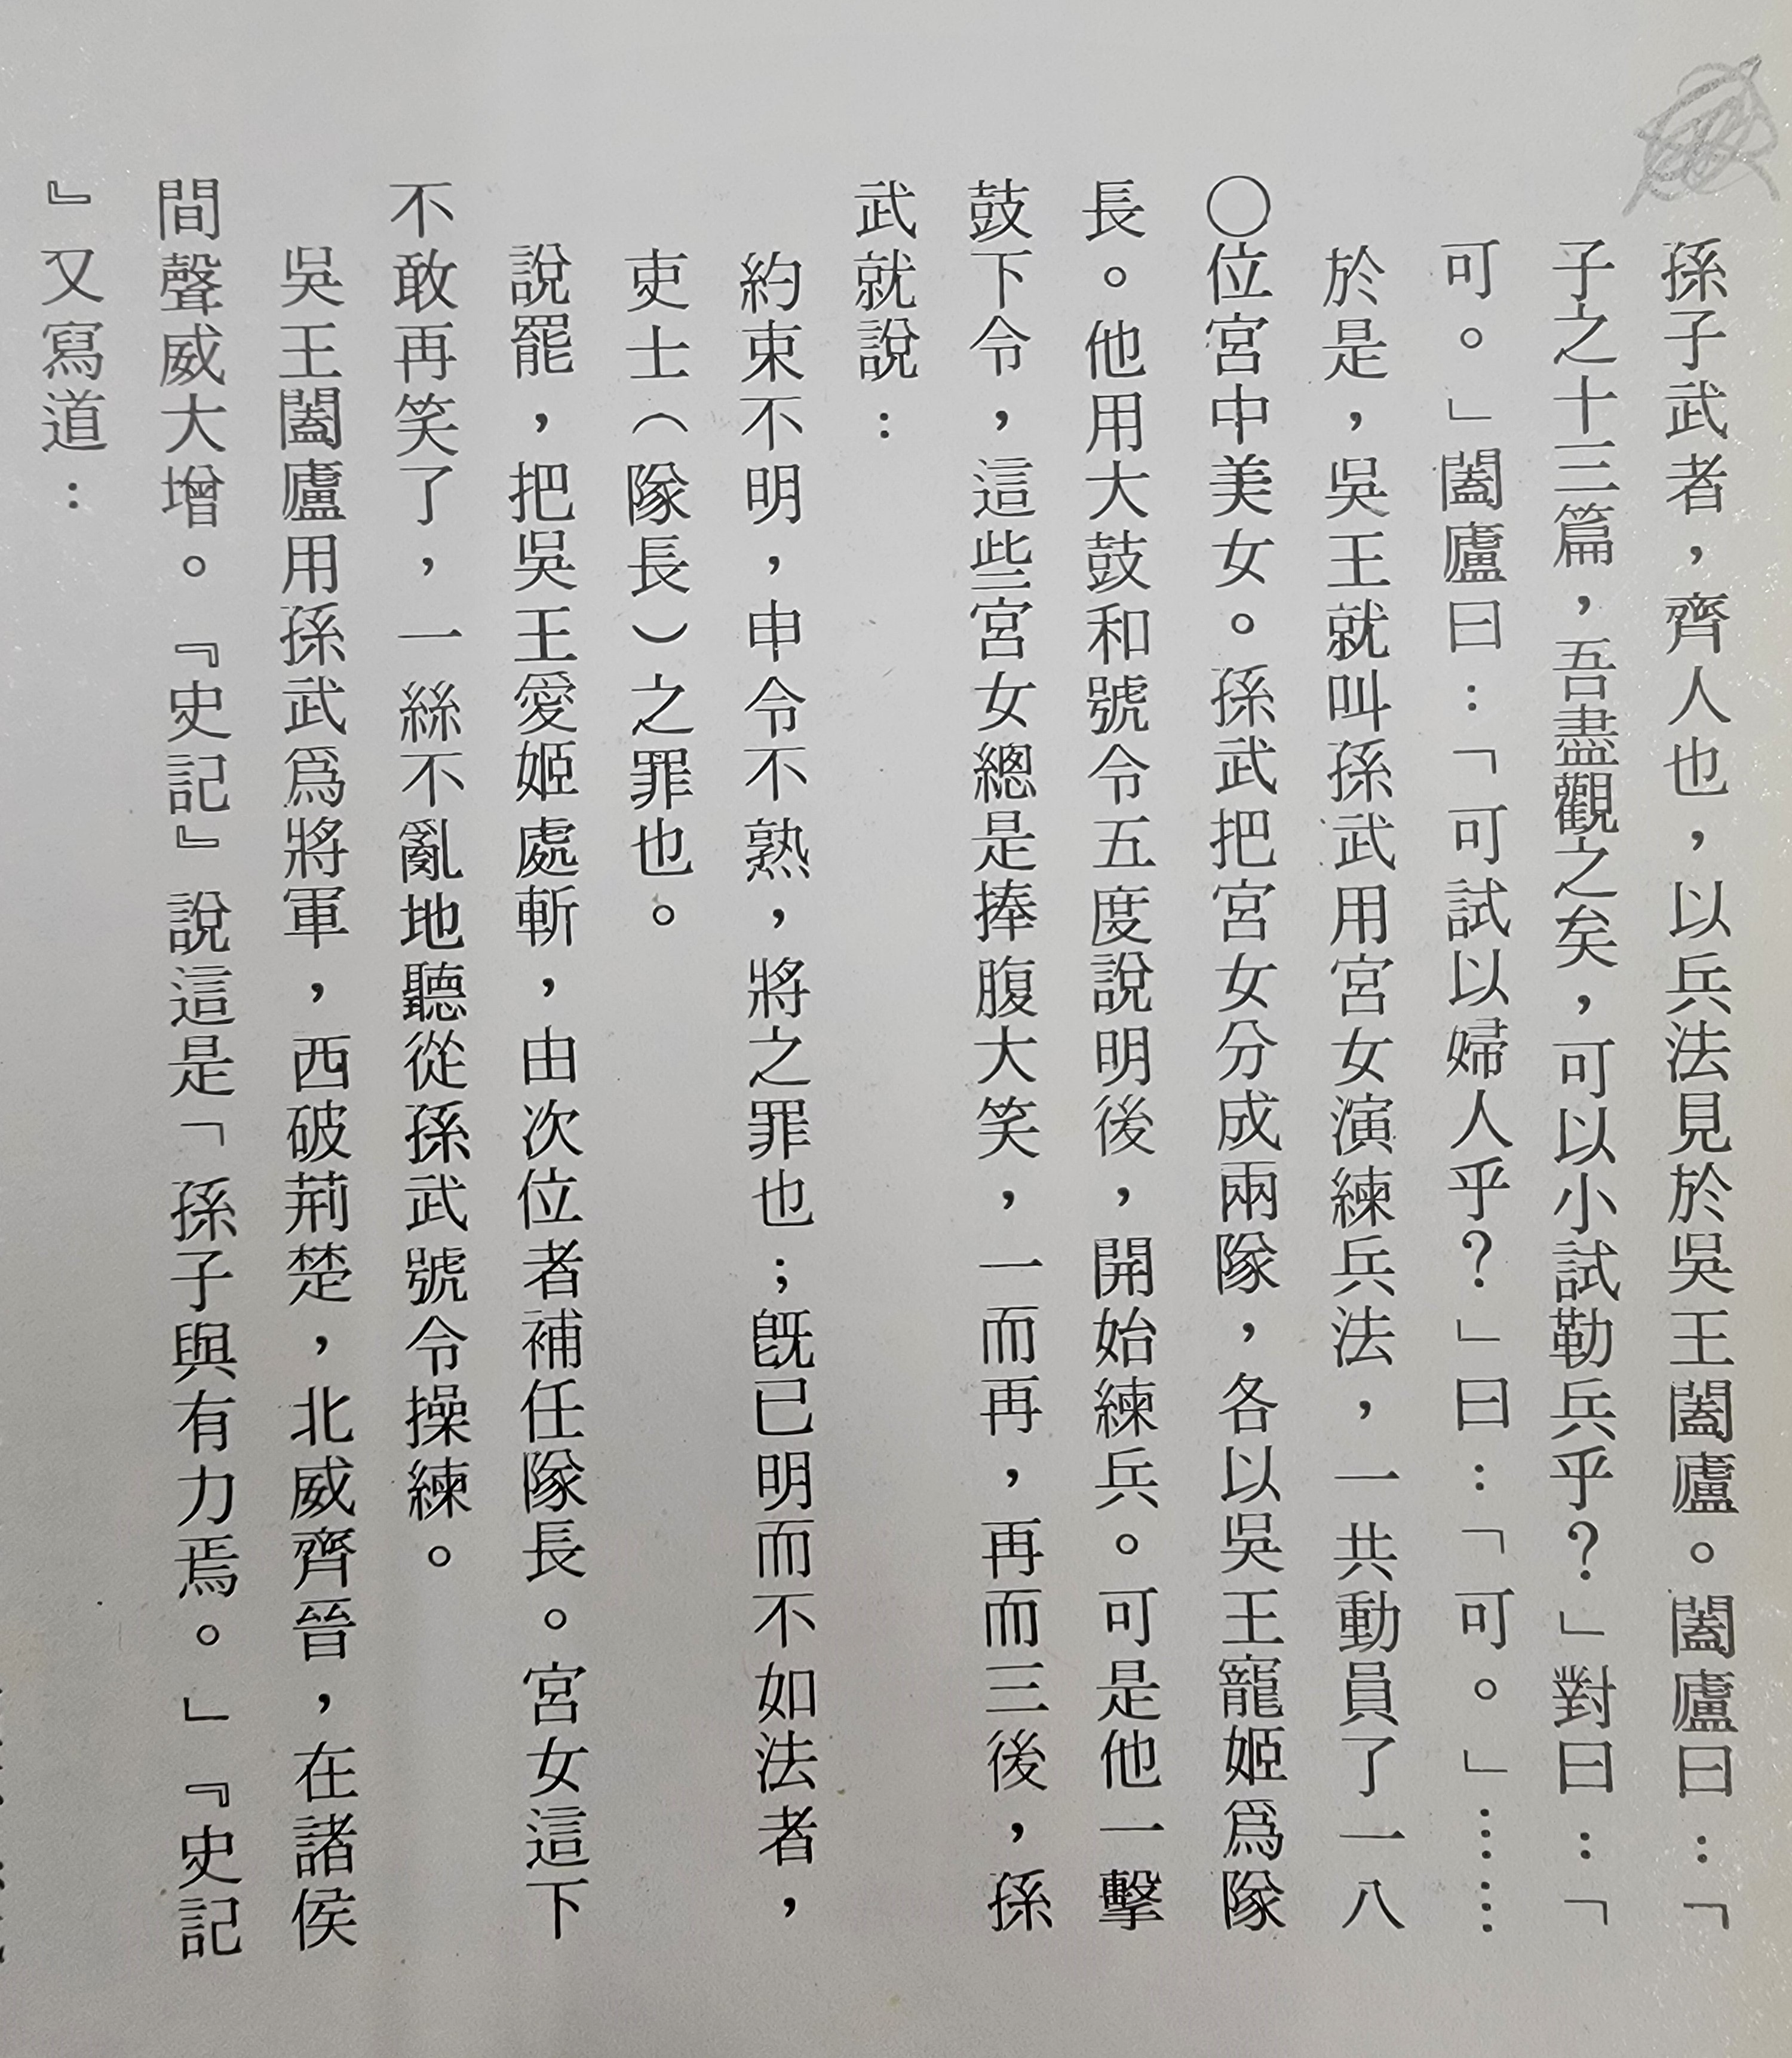 孫子武者，齊人也，以兵法見於吳王闔廬。闔廬曰：「
子之十三篇，吾盡觀之矣，可以小試勒兵乎？」對曰：「
可。」闔廬曰：「可試以婦人乎？」曰：「可。」……
於是，吳王就叫孫武用宮女演練兵法，一共動員了一八
〇位宮中美女。孫武把宮女分成兩隊，各以吳王寵姬爲隊
長。他用大鼓和號令五度說明後，開始練兵。可是他一擊
鼓下令，這些宮女總是捧腹大笑，一而再，再而三後，孫
武就說：
約束不明，申令不熟，將之罪也；旣已明而不如法者，
吏士（隊長）之罪也。
說罷，把吳王愛姬處斬，由次位者補任隊長。宮女這下
不敢再笑了，一絲不亂地聽從孫武號令操練。
吳王闔廬用孫武爲將軍，西破荊楚，北威齊晉，在諸侯
間聲威大增。『史記』說這是「孫子與有力焉。」『史記
』又寫道：